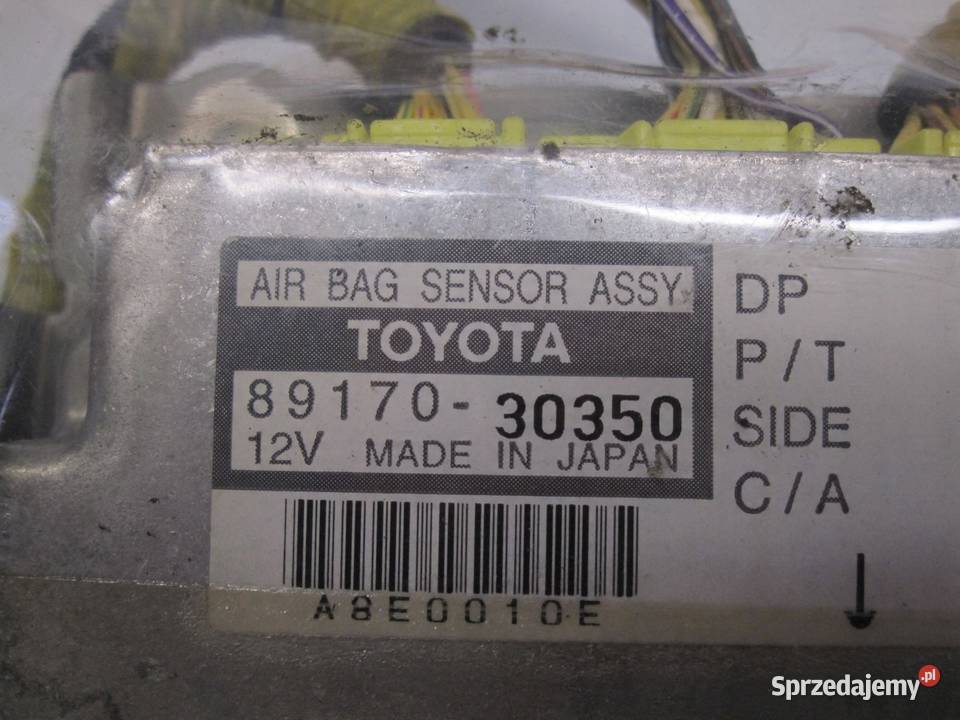 AIR BAG SENSOR ASSY
TOYOTA
89170-30350
12V MADE IN JAPAN
DP
P/T
SIDE
C/A
A8E0010E
Sprzedajemy.pl